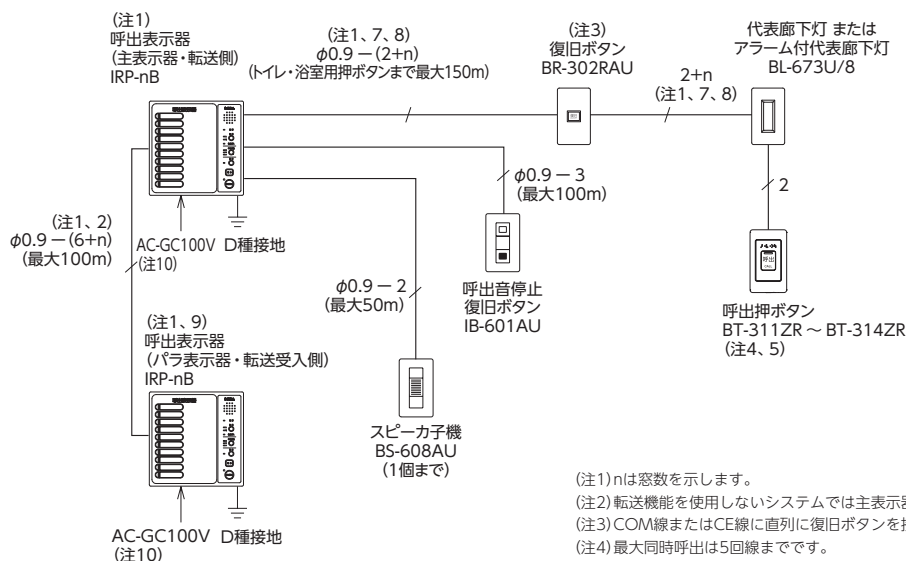 (注1)
呼出表示器
(主表示器・転送側)
IRP-nB
(注1、7、8)
φ0.9 ー (2+n)
(トイレ・浴室用押ボタンまで最大150m)
(注3)
復旧ボタン
BR-302RAU
2+n
(注1、7、8)
代表廊下灯 または
アラーム付代表廊下灯
BL-673U/8
2
呼出
呼出押ボタン
BT-311ZR ～ BT-314ZR
(注4、5)
φ0.9 ー 3
(最大100m)
呼出音停止
復旧ボタン
IB-601AU
φ0.9 ー 2
(最大50m)
スピーカ子機
BS-608AU
(1個まで)
AC-GC100V D種接地
(注10)
(注1、2)
φ0.9 ー (6+n)
(最大100m)
(注1、9)
呼出表示器
(パラ表示器・転送受入側)
IRP-nB
AC-GC100V D種接地
(注10)
(注1)nは窓数を示します。
(注2)転送機能を使用しないシステムでは主表示器
(注3)COM線またはCE線に直列に復旧ボタンを
(注4)最大同時呼出は5回線までです。